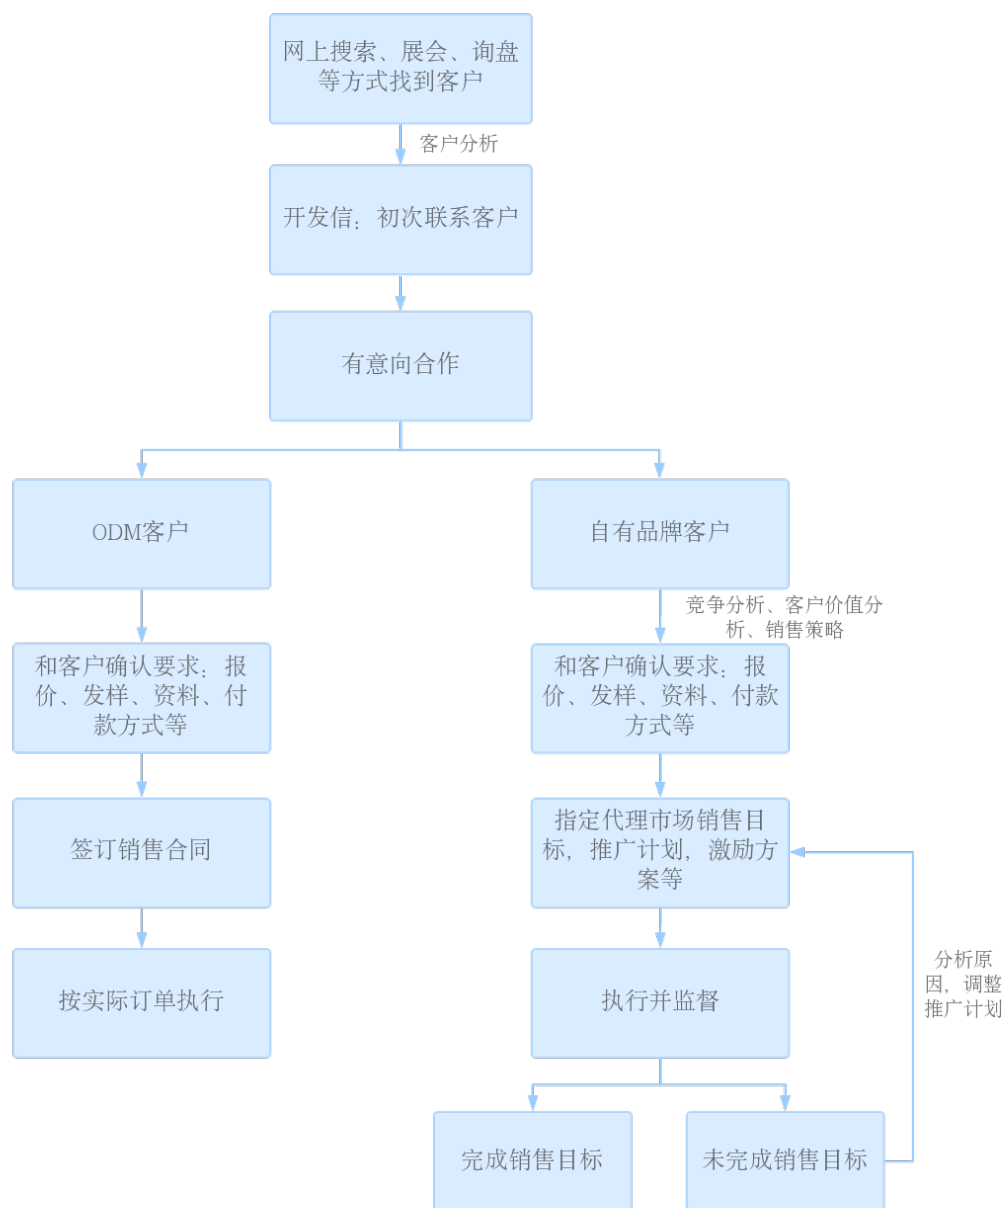 网上搜索、展会、询盘
等方式找到客户
客户分析
开发信：初次联系客户
有意向合作
ODM客户
自有品牌客户
竞争分析、客户价值分
析、销售策略
和客户确认要求：报
价、发样、资料、付
款方式等
和客户确认要求：报
价、发样、资料、付款
方式等
签订销售合同
指定代理市场销售目
标，推广计划，激励方
案等
按实际订单执行
执行并监督
分析原
因，调整
推广计划
完成销售目标
未完成销售目标